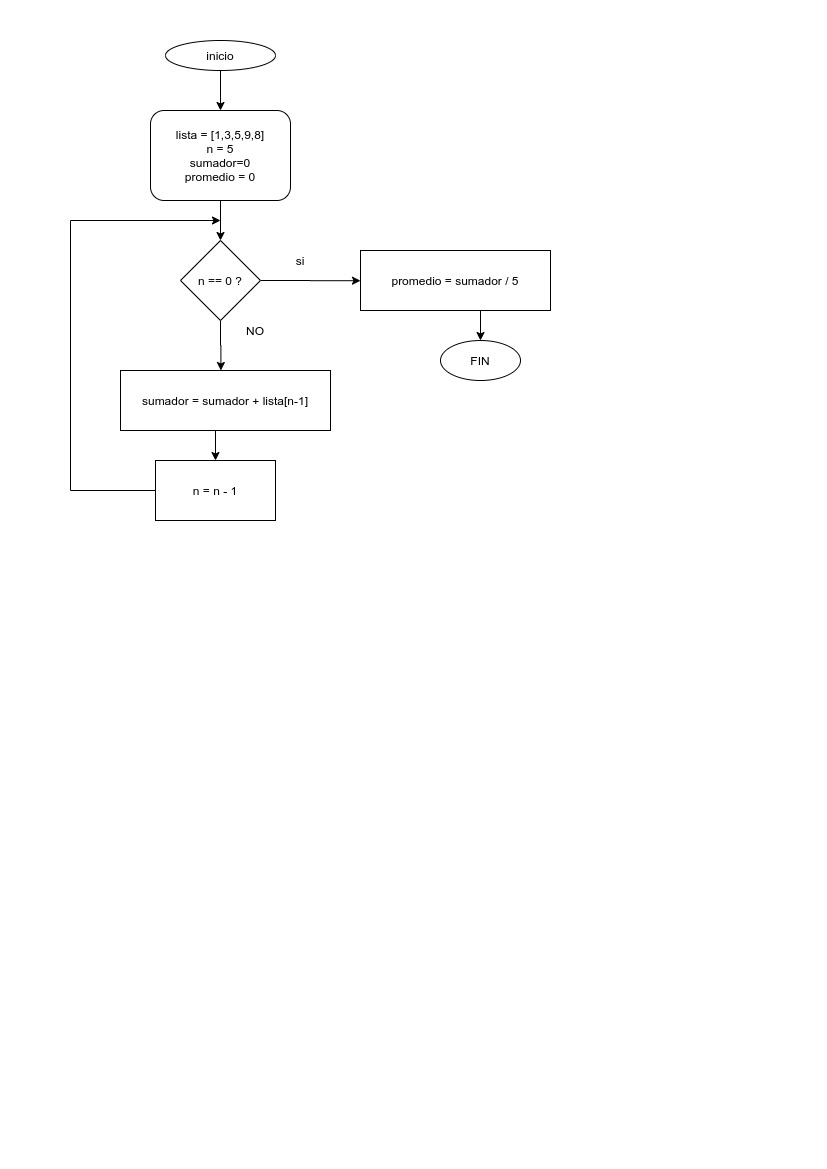 inicio
lista = [1,3,5,9,8]
n = 5
sumador=0
promedio = 0
n == 0 ?
si
promedio = sumador / 5
NO
FIN
sumador = sumador + lista[n-1]
n = n - 1